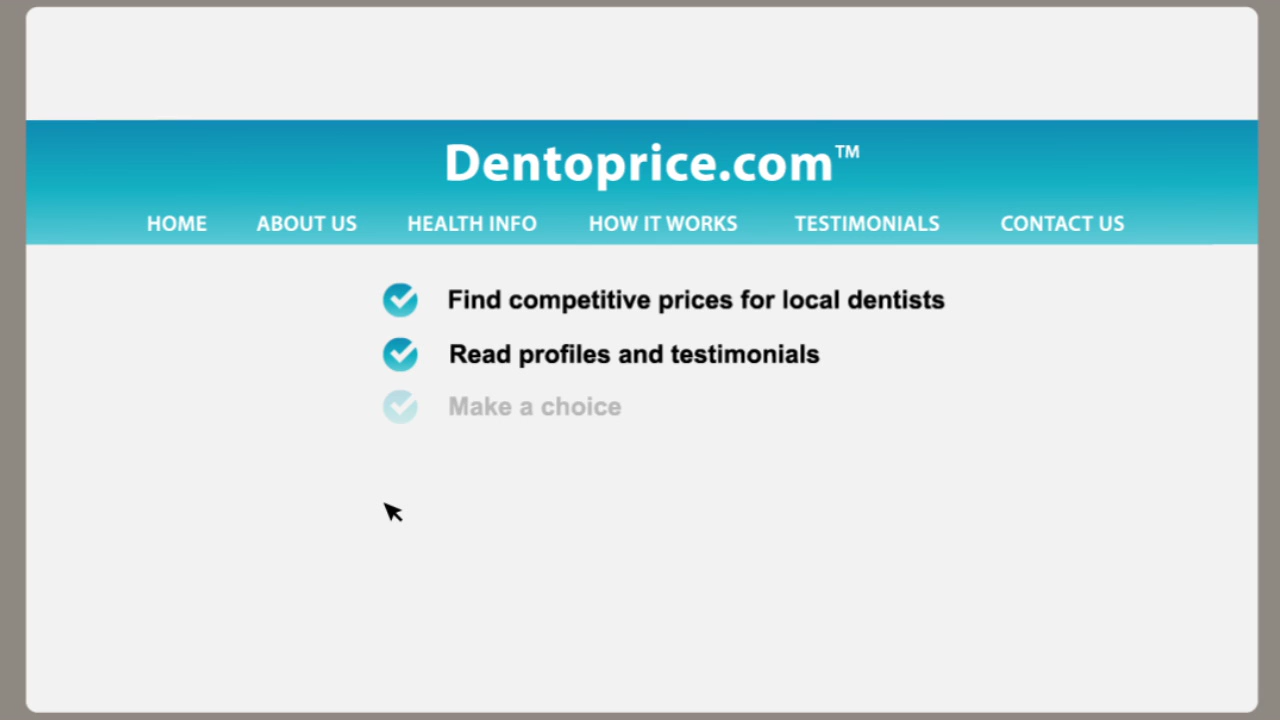 Dentoprice.com™
HOME ABOUT US HEALTH INFO HOW IT WORKS TESTIMONIALS CONTACT US
Find competitive prices for local dentists
Read profiles and testimonials
Make a choice